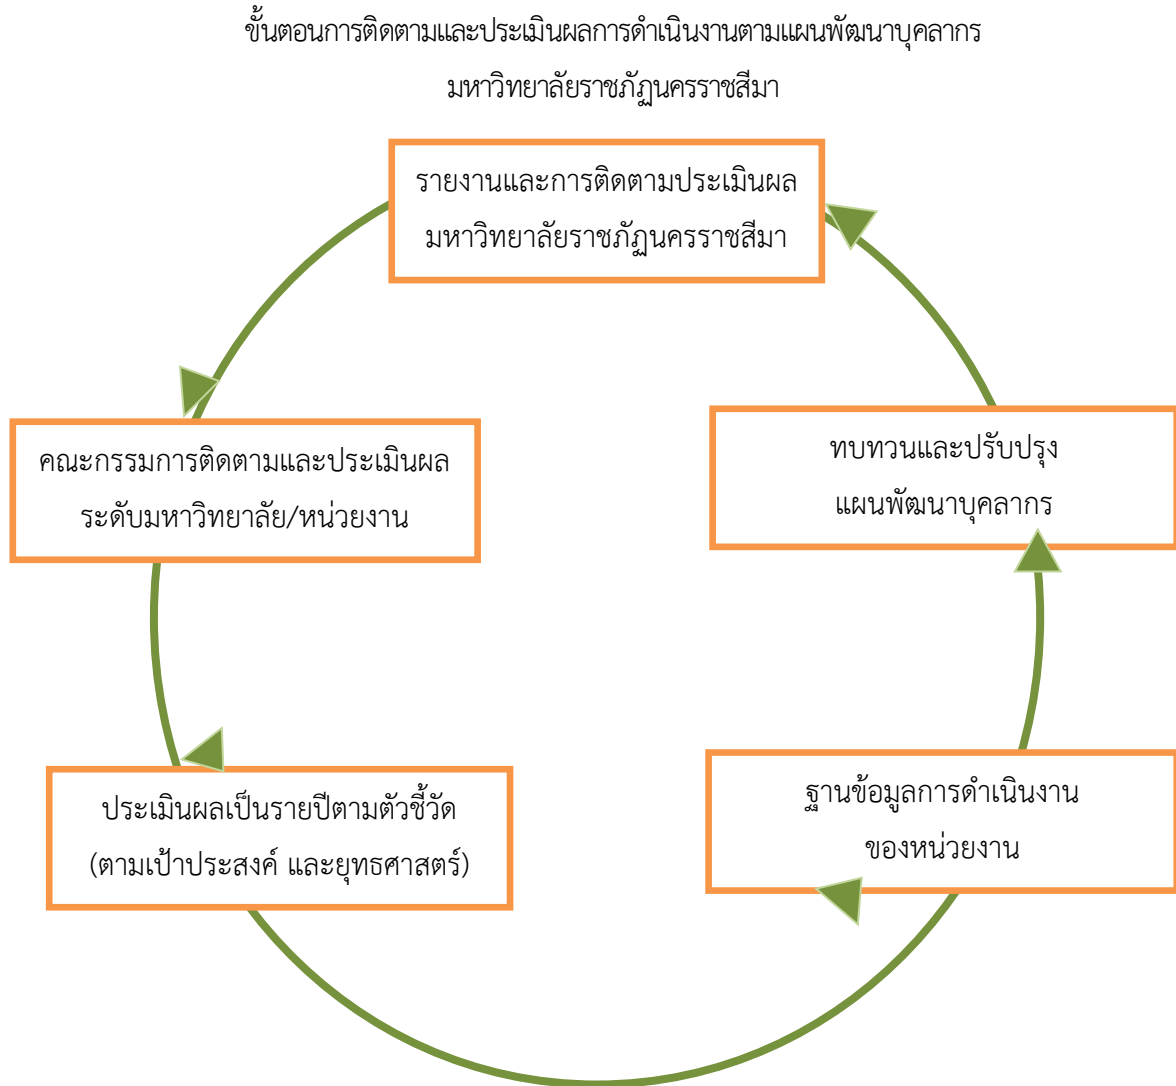 ขั้นตอนการติดตามและประเมินผลการดำเนินงานตามแผนพัฒนาบุคลากร
มหาวิทยาลัยราชภัฏนครราชสีมา
รายงานและการติดตามประเมินผล
มหาวิทยาลัยราชภัฏนครราชสีมา
คณะกรรมการติดตามและประเมินผล
ระดับมหาวิทยาลัย/หน่วยงาน
ทบทวนและปรับปรุง
แผนพัฒนาบุคลากร
ประเมินผลเป็นรายปีตามตัวชี้วัด
(ตามเป้าประสงค์ และยุทธศาสตร์)
ฐานข้อมูลการดำเนินงาน
ของหน่วยงาน